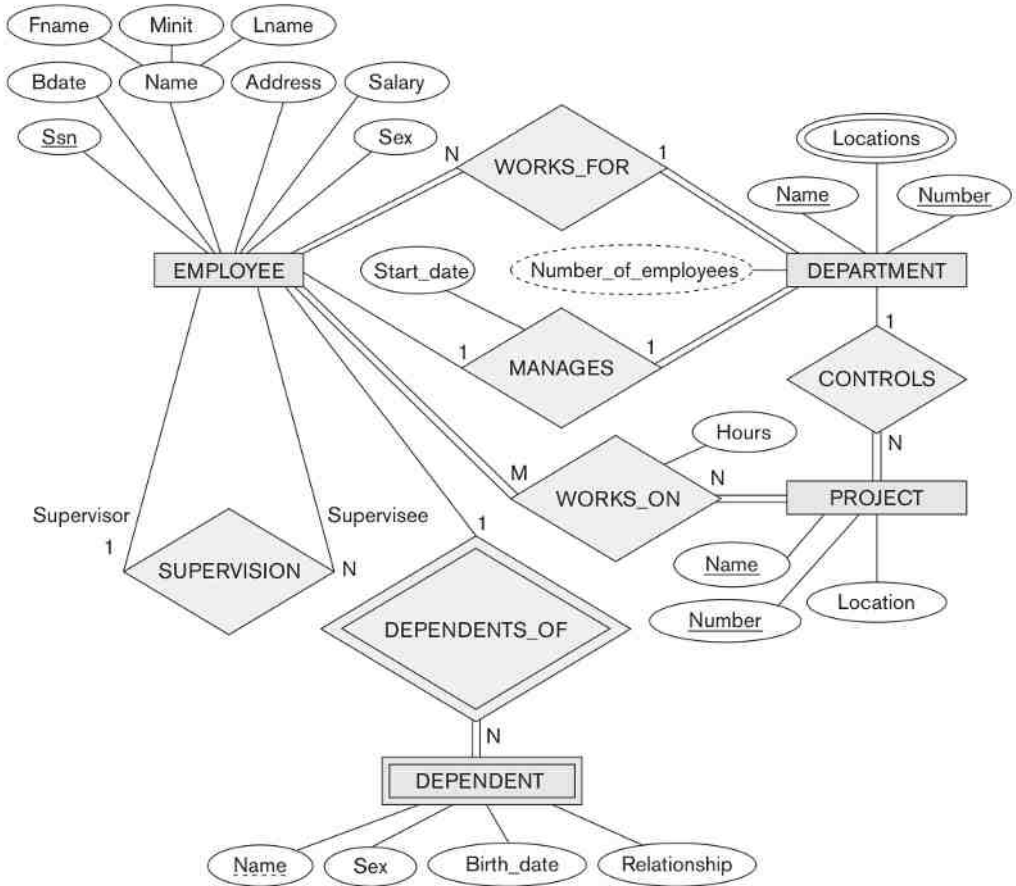 Fname
Minit
Lname
Bdate
Name
Address
Salary
Ssn
Sex
N
WORKS_FOR
1
Locations
Name
Number
EMPLOYEE
Start_date
Number_of_employees
DEPARTMENT
1
MANAGES
1
1
CONTROLS
N
Hours
M
WORKS_ON
N
PROJECT
Supervisor
1
SUPERVISION
Supervisee
N
1
Name
Number
Location
DEPENDENTS_OF
N
DEPENDENT
Name
Sex
Birth_date
Relationship